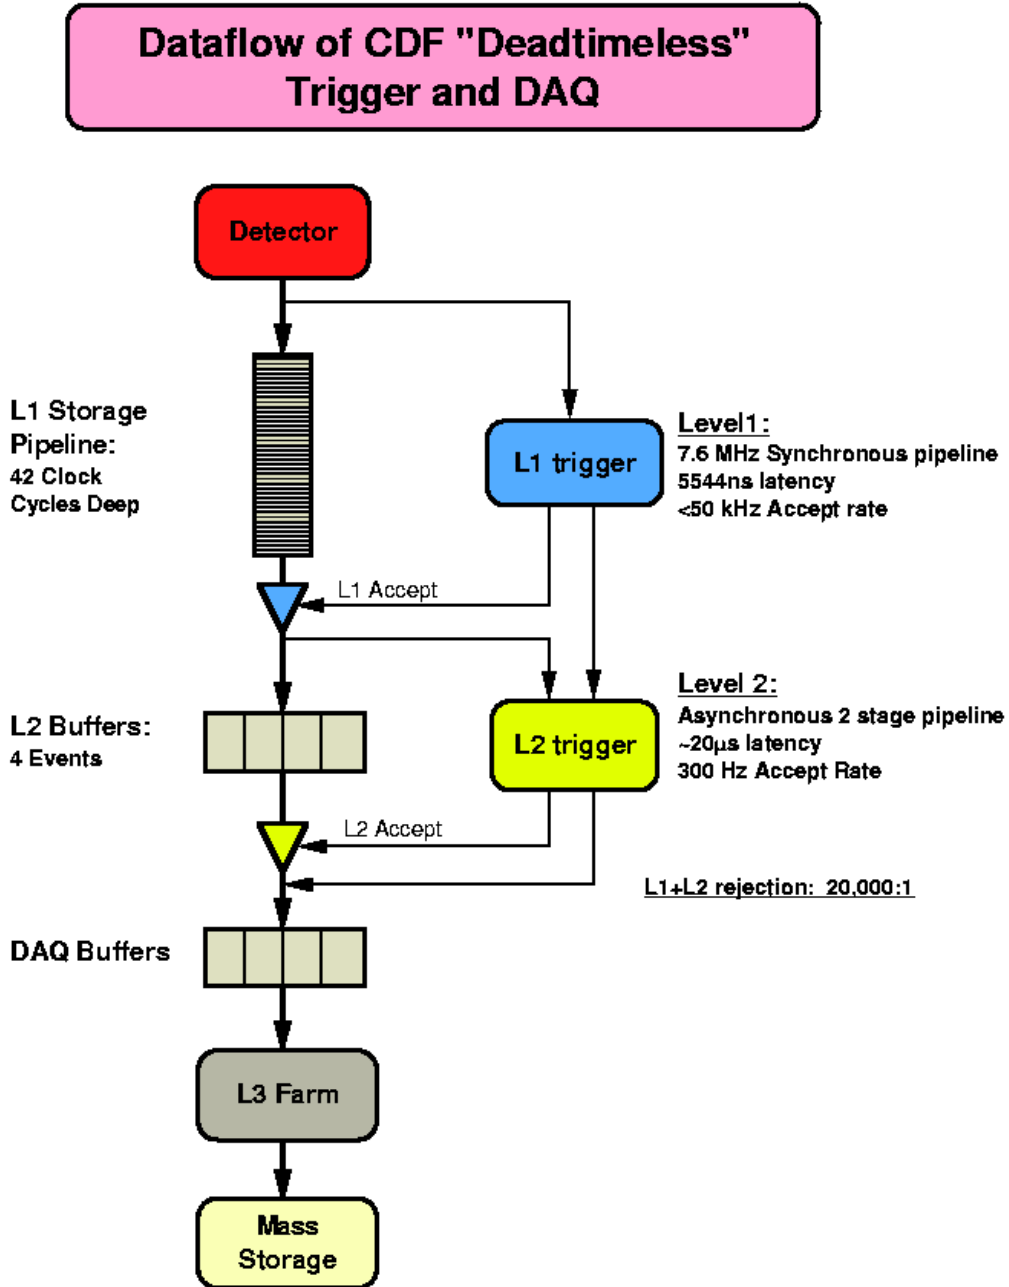 Dataflow of CDF "Deadtimeless"
Trigger and DAQ
Detector
L1 Storage
Pipeline:
42 Clock
Cycles Deep
L1 trigger
Level1:
7.6 MHz Synchronous pipeline
5544ns latency
<50 kHz Accept rate
L1 Accept
L2 Buffers:
4 Events
L2 trigger
Level 2:
Asynchronous 2 stage pipeline
~20µs latency
300 Hz Accept Rate
L2 Accept
L1+L2 rejection: 20,000:1
DAQ Buffers
L3 Farm
Mass
Storage